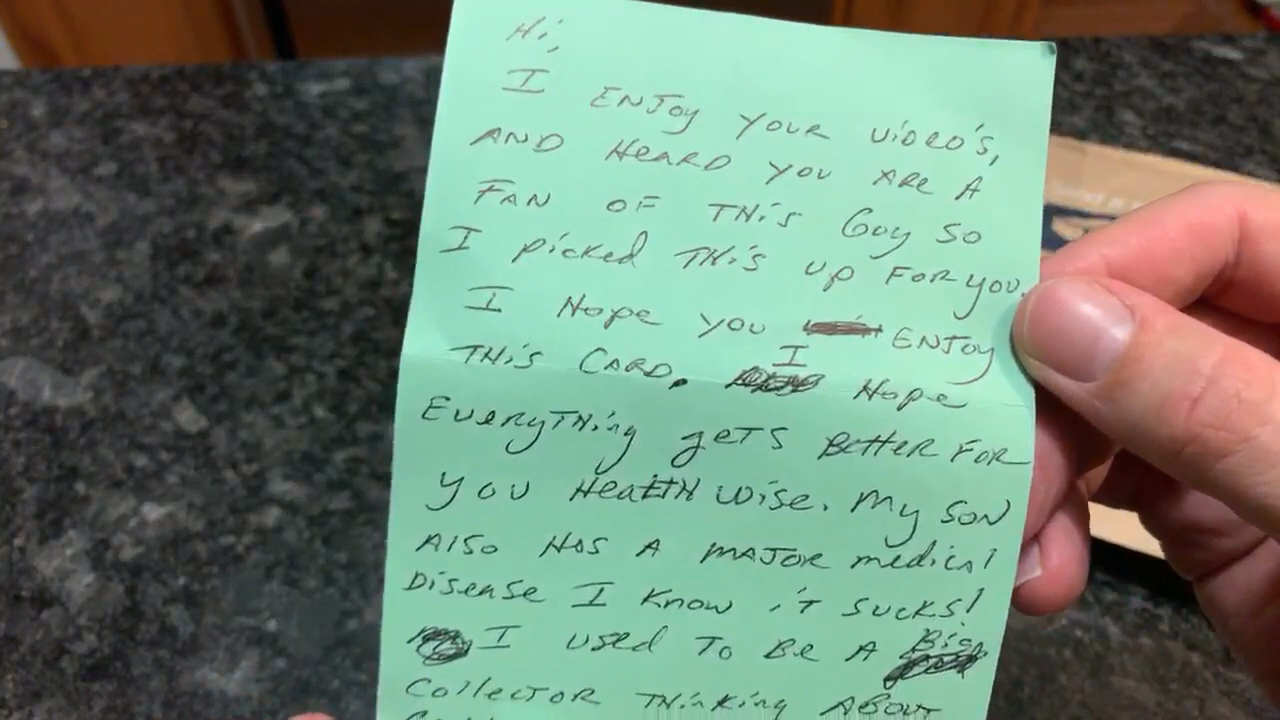 Hi,
I ENJOY YOUR VIDEO'S,
AND HEARD YOU ARE A
FAN OF THIS GUY SO
I picked THIS UP FOR YOU.
I Hope YOU ENJOY
THIS CARD. I Hope
EVERYTHING GETS BETTER FOR
YOU HEALTH WISE. MY SON
ALSO HAS A MAJOR medical
DISEASE I KNOW iT SUCKS!
I used TO Be A Big
COLLECTOR THINKING ABOUT